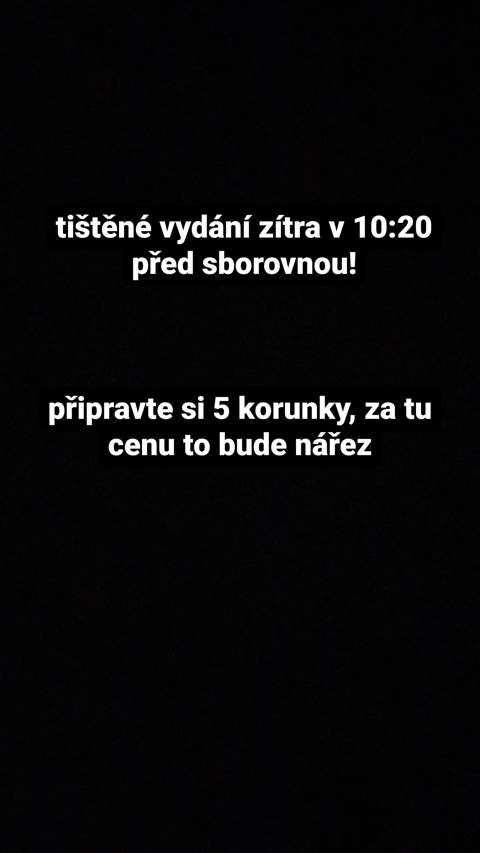 tištěné vydání zítra v 10:20
před sborovnou!
připravte si 5 korunky, za tu
cenu to bude nářez